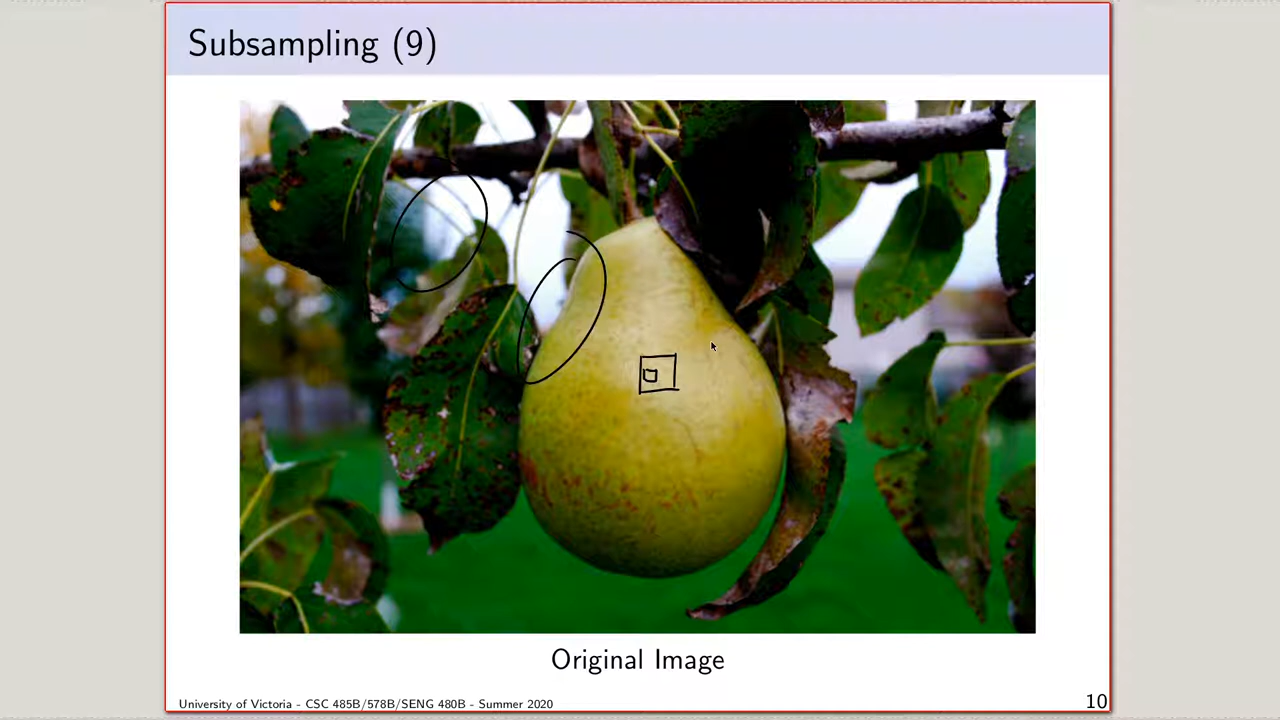 Subsampling (9)
Original Image
University of Victoria - CSC 485B/578B/SENG 480B - Summer 2020
10